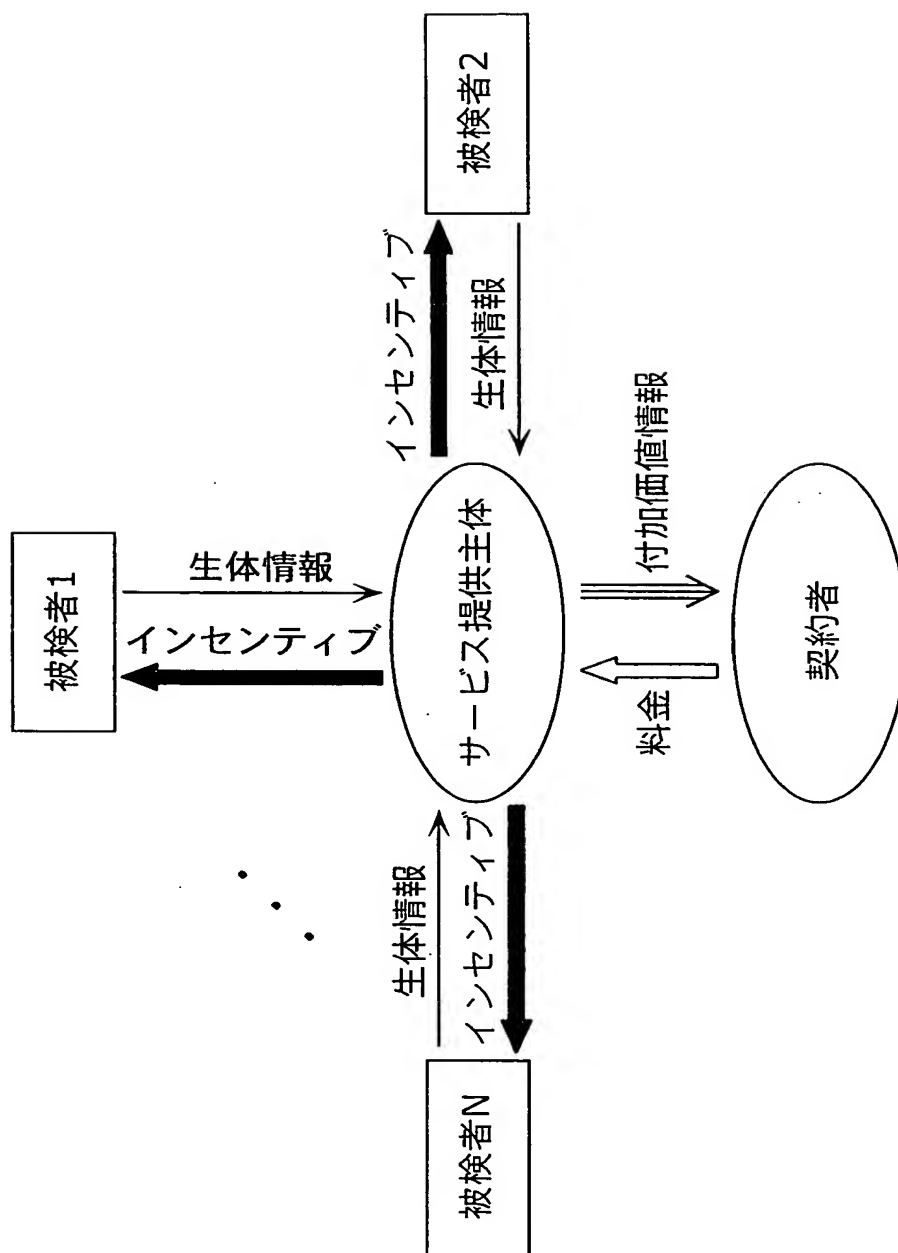 被検者1
生体情報
インセンティブ
被検者2
インセンティブ
生体情報
サービス提供主体
生体情報
インセンティブ
被検者N
付加価値情報
料金
契約者